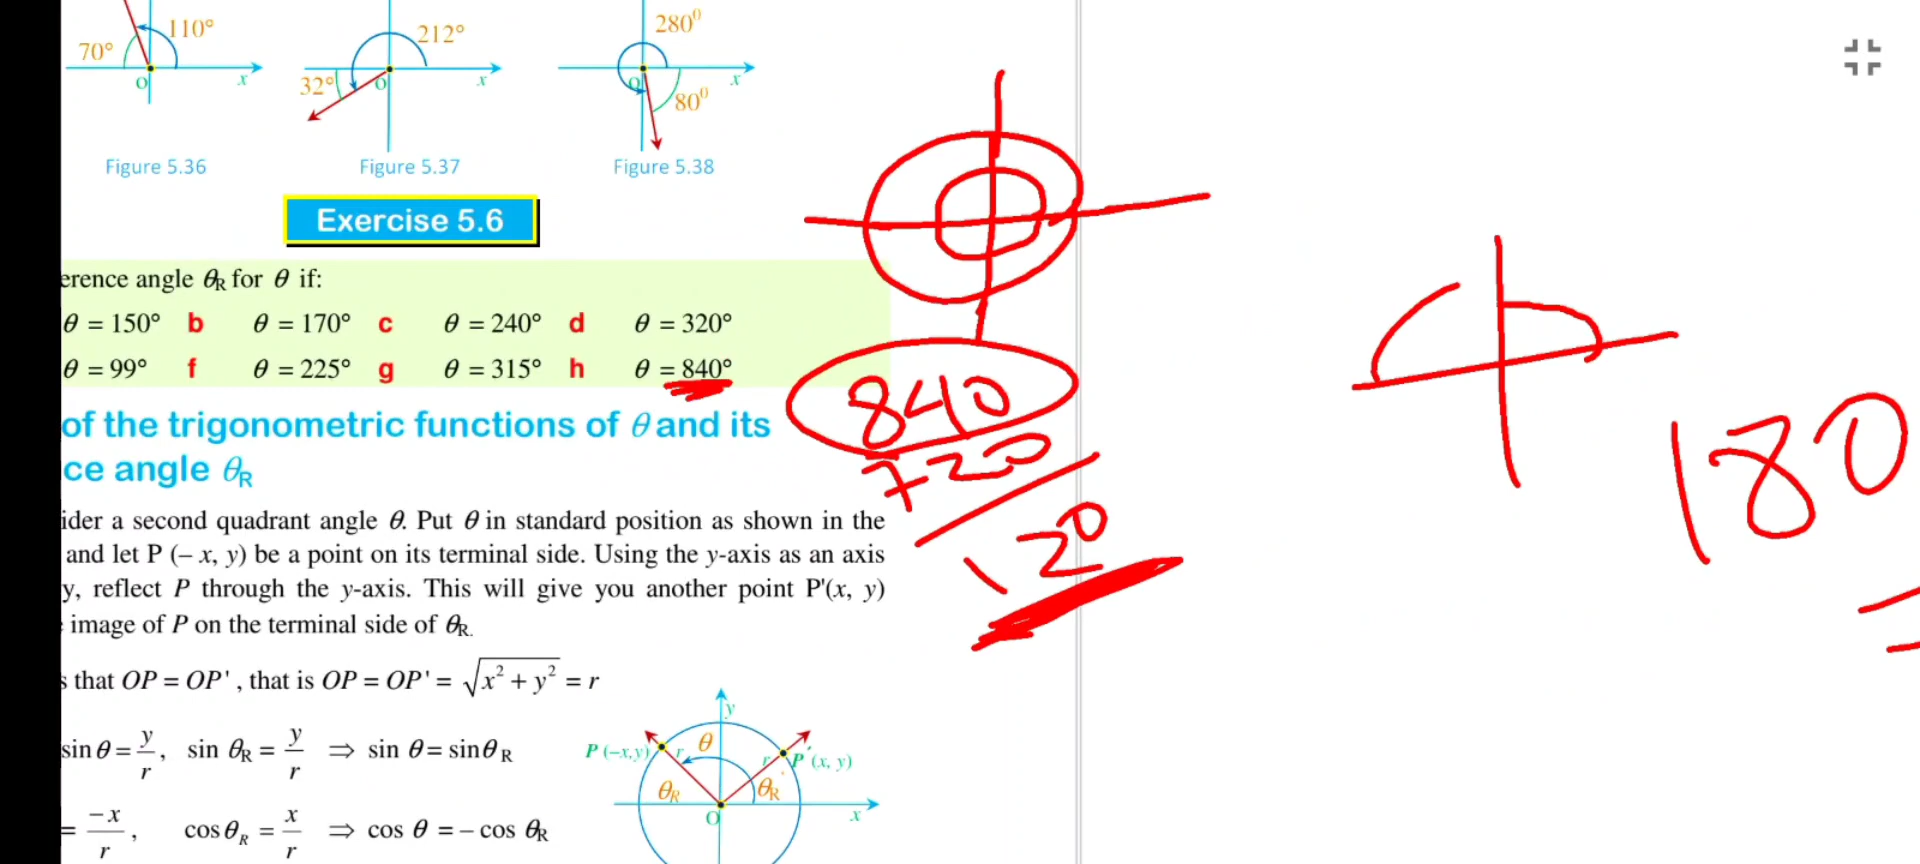 110°
70°
O
x
Figure 5.36
212°
32°
O
x
Figure 5.37
280⁰
O
x
80⁰
Figure 5.38
Exercise 5.6
erence angle θR for θ if:
θ = 150° b θ = 170° c θ = 240° d θ = 320°
θ = 99° f θ = 225° g θ = 315° h θ = 840°
of the trigonometric functions of θ and its
ce angle θR
ider a second quadrant angle θ. Put θ in standard position as shown in the
and let P (– x, y) be a point on its terminal side. Using the y-axis as an axis
y, reflect P through the y-axis. This will give you another point P'(x, y)
image of P on the terminal side of θR.
s that OP = OP' , that is OP = OP' = √x² + y² = r
sin θ = y/r, sin θR = y/r ⇒ sin θ = sin θR
= –x/r, cos θR = x/r ⇒ cos θ = – cos θR
y
P (–x,y)
r
θ
r
P'(x, y)
θR
θR
O
x
840
720
120
180